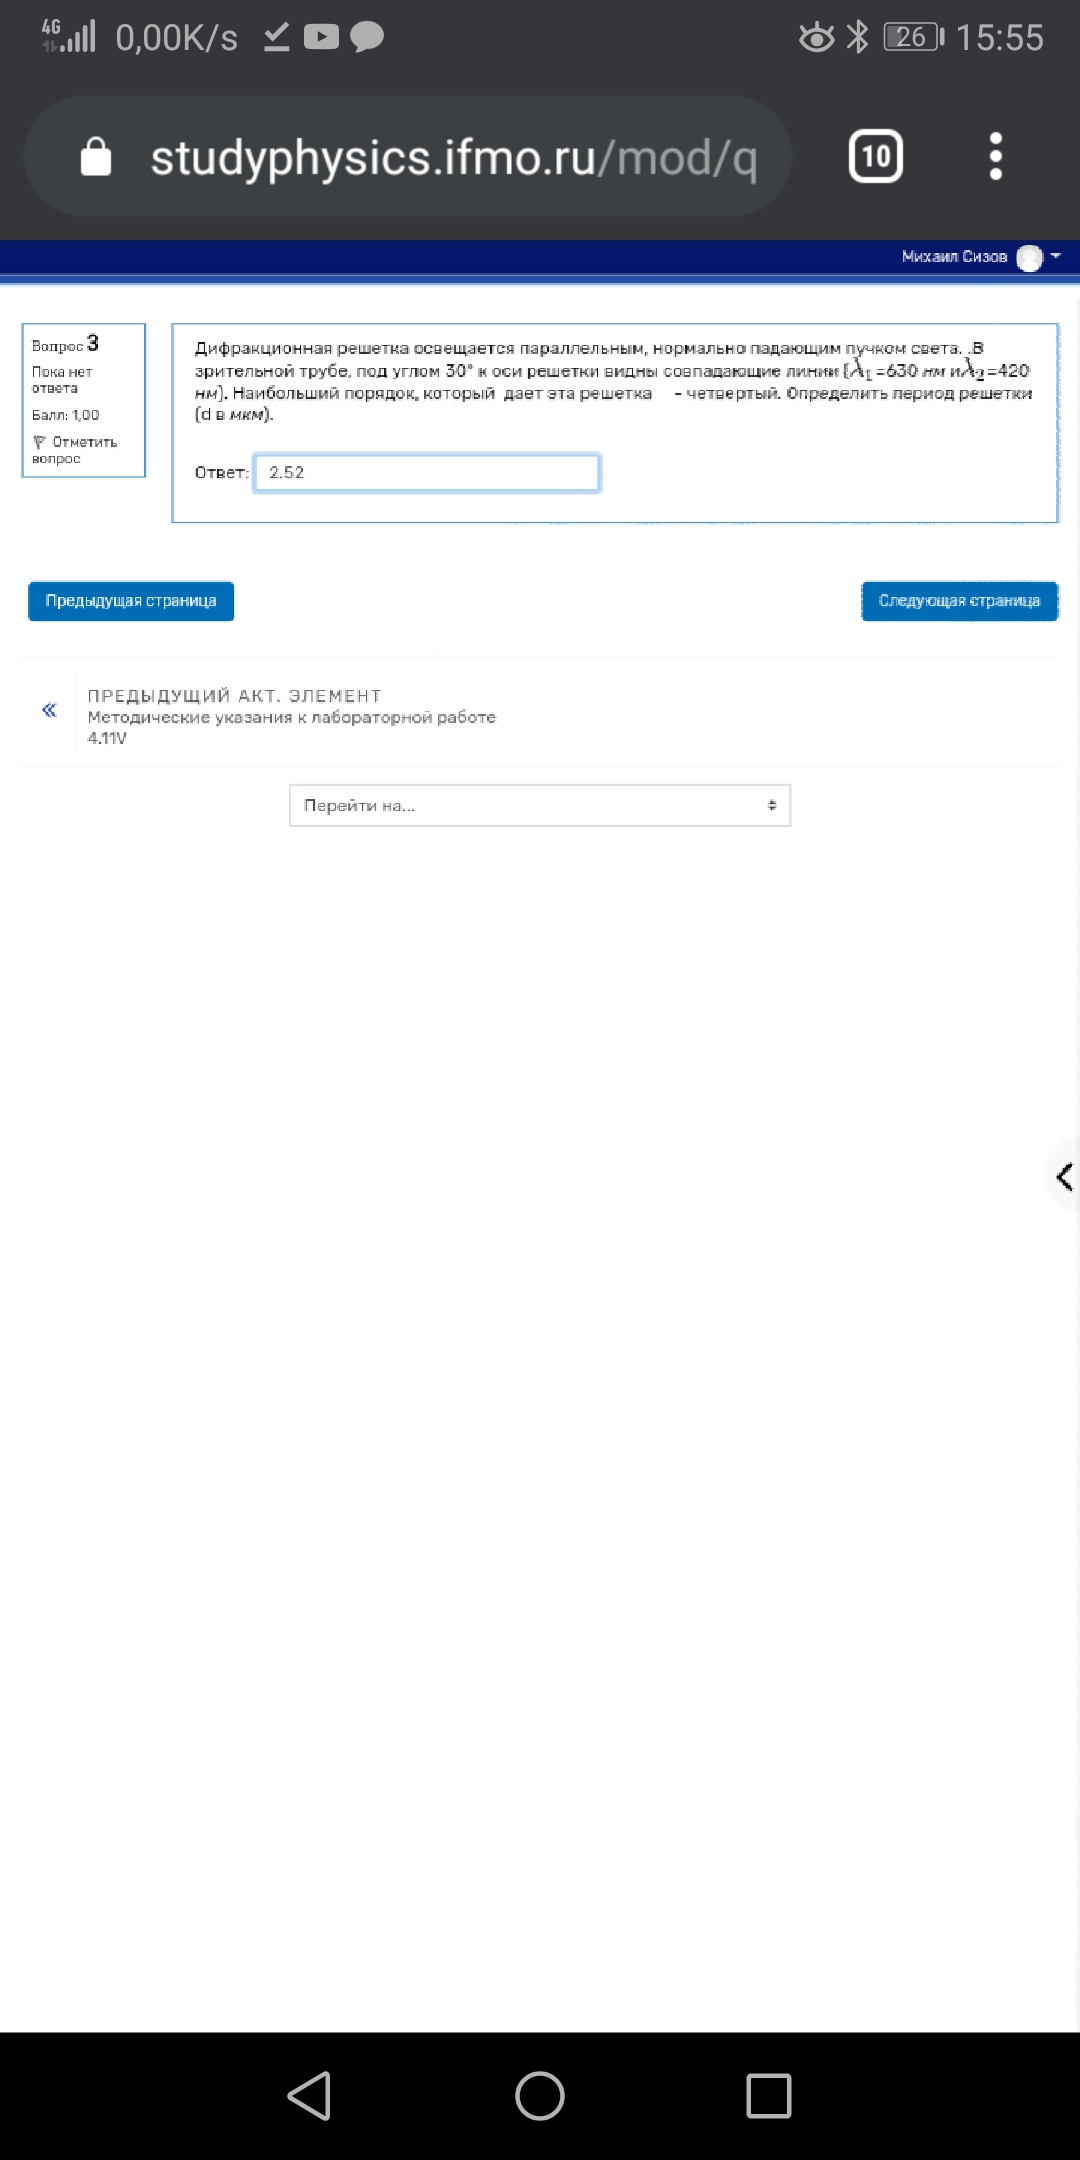 4G 0,00K/s 26 15:55
studyphysics.ifmo.ru/mod/q 10
Михаил Сизов
Вопрос 3
Пока нет
ответа
Балл: 1,00
Отметить
вопрос
Дифракционная решетка освещается параллельным, нормально падающим пучком света. .В
зрительной трубе, под углом 30° к оси решетки видны совпадающие линии (λ1 =630 нм иλ2=420
нм). Наибольший порядок, который дает эта решетка - четвертый. Определить период решетки
(d в мкм).
Ответ: 2.52
Предыдущая страница
Следующая страница
«
ПРЕДЫДУЩИЙ АКТ. ЭЛЕМЕНТ
Методические указания к лабораторной работе
4.11V
Перейти на...